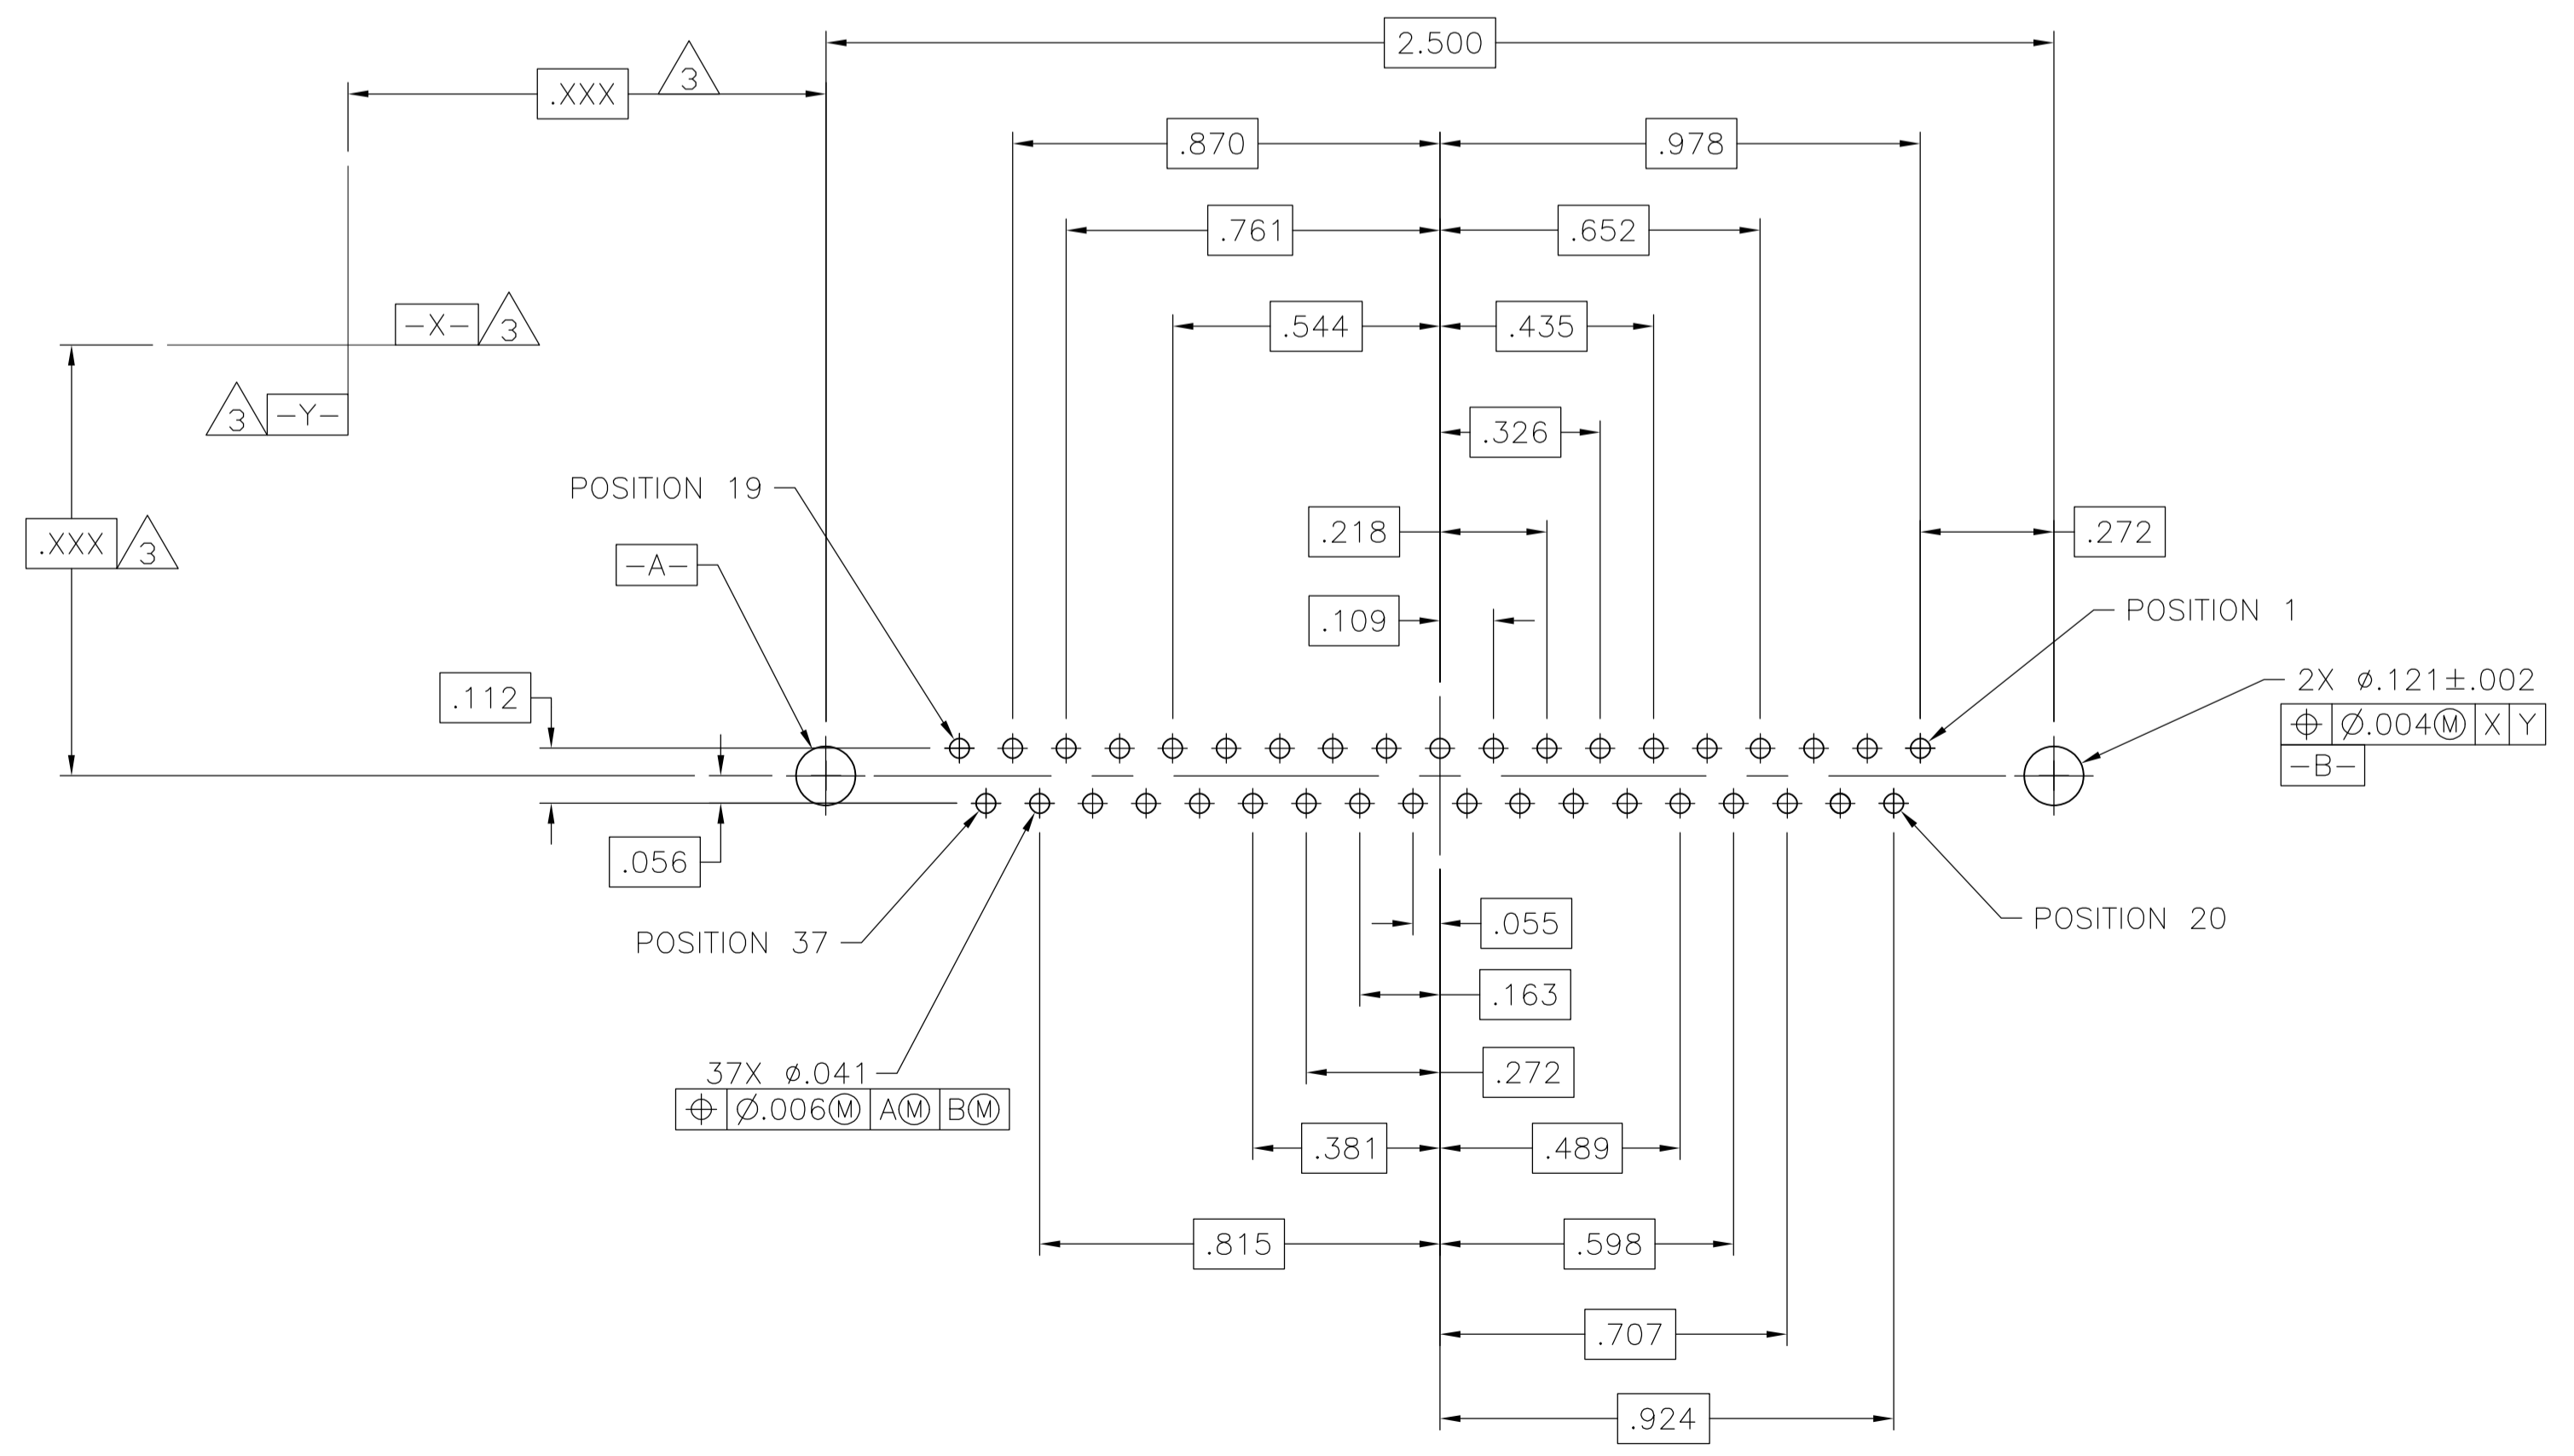 2.500
.XXX 3
.870
.978
.761
.652
.544
.435
-X- 3
3 -Y-
.326
POSITION 19
.218
.272
.XXX 3
-A-
.109
POSITION 1
.112
2X ⌀.121±.002
⌖ ⌀.004Ⓜ X Y
-B-
.056
.055
POSITION 20
POSITION 37
.163
37X ⌀.041
⌖ ⌀.006Ⓜ AⓂ BⓂ
.272
.381
.489
.815
.598
.707
.924